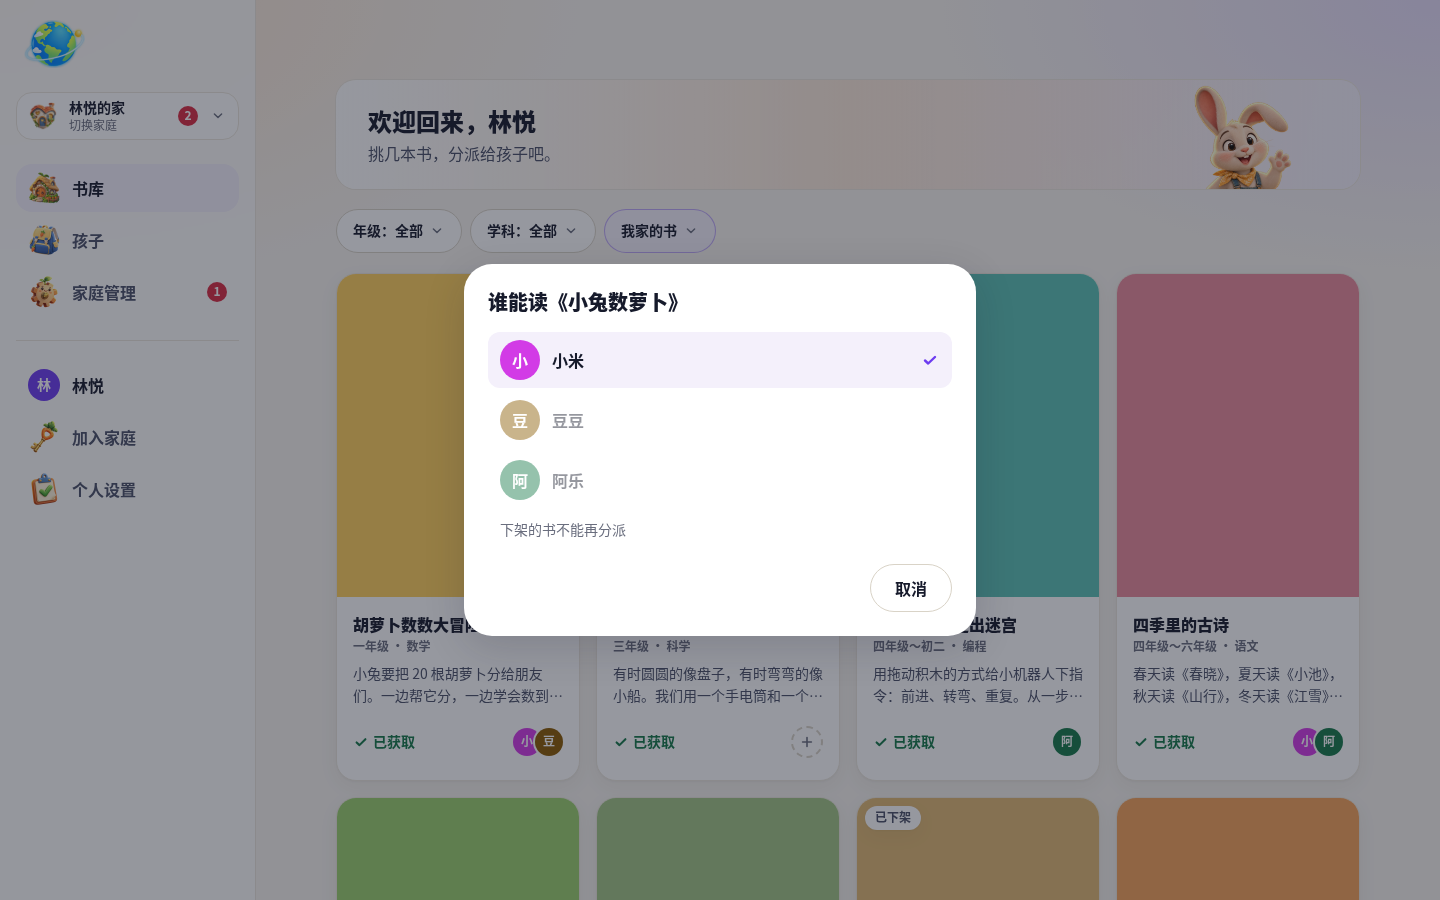 林悦的家
切换家庭
2
书库
孩子
家庭管理
1
林
林悦
加入家庭
个人设置
欢迎回来，林悦
挑几本书，分派给孩子吧。
年级：全部
学科：全部
我家的书
谁能读《小兔数萝卜》
小
小米
豆
豆豆
阿
阿乐
下架的书不能再分派
取消
胡萝卜数数大冒
一年级 · 数学
小兔要把 20 根胡萝卜分给朋友
们。一边帮它分，一边学会数到…
已获取
小
豆
三年级 · 科学
有时圆圆的像盘子，有时弯弯的像
小船。我们用一个手电筒和一个…
已获取
出迷宫
四年级～初二 · 编程
用拖动积木的方式给小机器人下指
令：前进、转弯、重复。从一步…
已获取
阿
四季里的古诗
四年级～六年级 · 语文
春天读《春晓》，夏天读《小池》，
秋天读《山行》，冬天读《江雪》…
已获取
小
阿
已下架